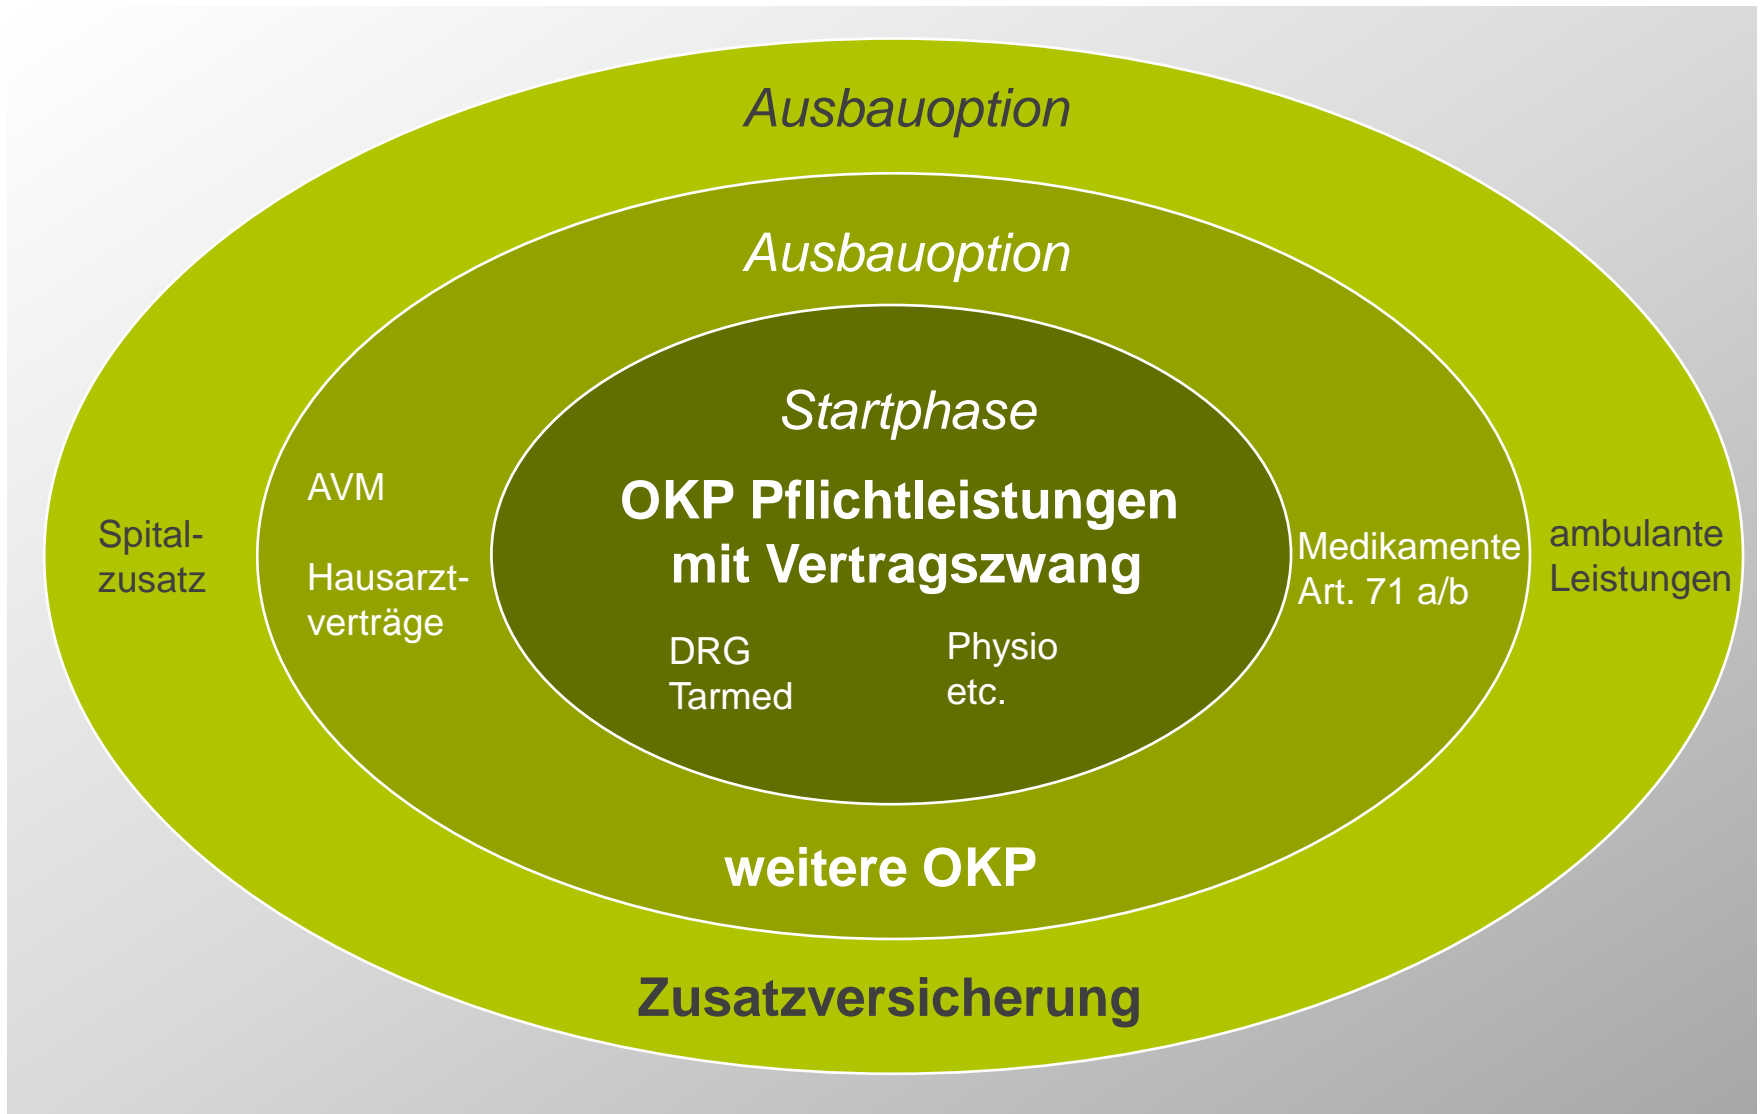 Ausbauoption
Ausbauoption
Startphase
OKP Pflichtleistungen
mit Vertragszwang
DRG
Tarmed
Physio
etc.
AVM
Hausarzt-
verträge
Medikamente
Art. 71 a/b
Spital-
zusatz
ambulante
Leistungen
weitere OKP
Zusatzversicherung